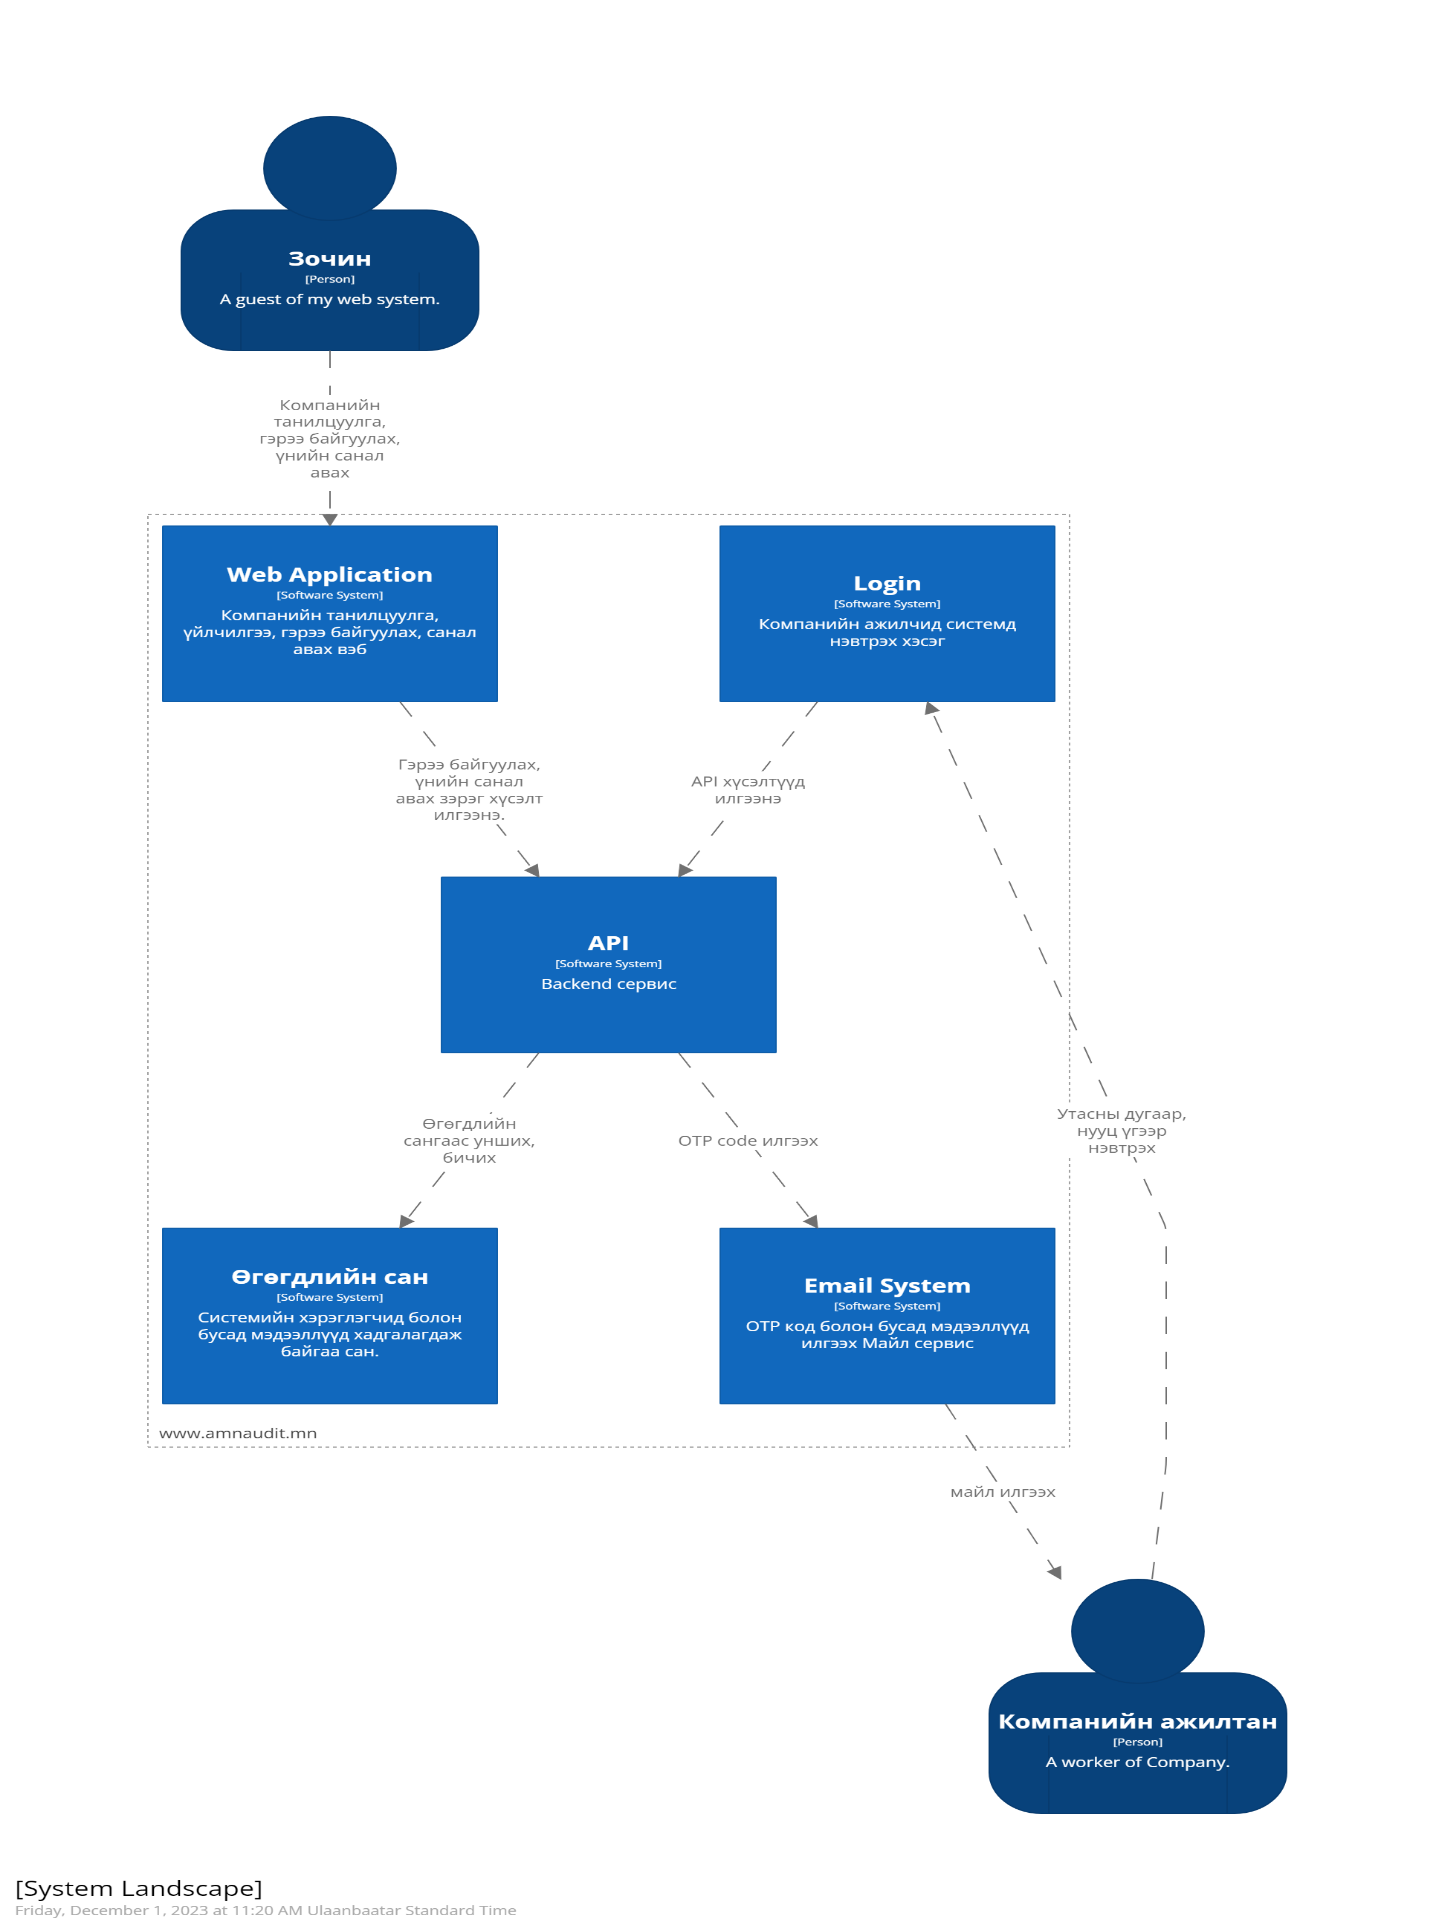 Зочин
[Person]
A guest of my web system.
Компанийн
танилцуулга,
гэрээ байгуулах,
үнийн санал
авах
Web Application
[Software System]
Компанийн танилцуулга,
үйлчилгээ, гэрээ байгуулах, санал
авах вэб
Login
[Software System]
Компанийн ажилчид системд
нэвтрэх хэсэг
Гэрээ байгуулах,
үнийн санал
авах зэрэг хүсэлт
илгээнэ.
API хүсэлтүүд
илгээнэ
API
[Software System]
Backend сервис
Өгөгдлийн
сангаас унших,
бичих
OTP code илгээх
Утасны дугаар,
нууц үгээр
нэвтрэх
Өгөгдлийн сан
[Software System]
Системийн хэрэглэгчид болон
бусад мэдээллүүд хадгалагдаж
байгаа сан.
Email System
[Software System]
OTP код болон бусад мэдээллүүд
илгээх Майл сервис
www.amnaudit.mn
майл илгээх
Компанийн ажилтан
[Person]
A worker of Company.
[System Landscape]
Friday, December 1, 2023 at 11:20 AM Ulaanbaatar Standard Time